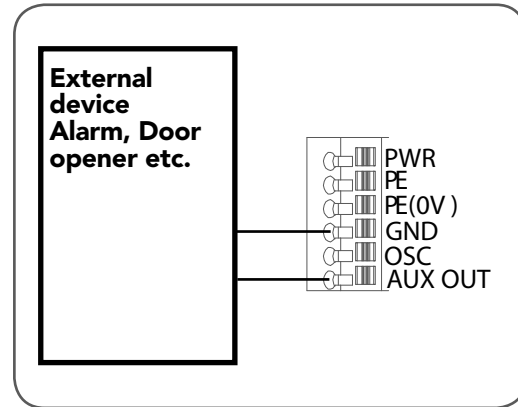 External
device
Alarm, Door
opener etc.
PWR
PE
PE(0V )
GND
OSC
AUX OUT